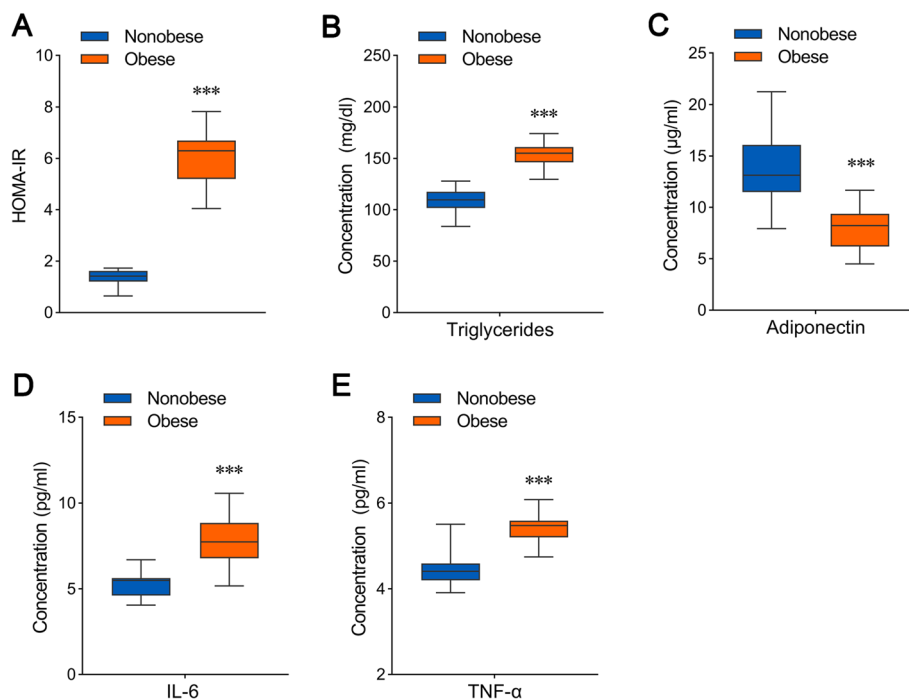 A
Nonobese
Obese
HOMA-IR
10
8
6
4
2
0
***
B
Nonobese
Obese
Concentration (mg/dl)
250
200
150
100
50
0
***
Triglycerides
C
Nonobese
Obese
Concentration (μg/ml)
25
20
15
10
5
0
***
Adiponectin
D
Nonobese
Obese
Concentration (pg/ml)
15
10
5
0
***
IL-6
E
Nonobese
Obese
Concentration (pg/ml)
8
6
4
2
***
TNF-α